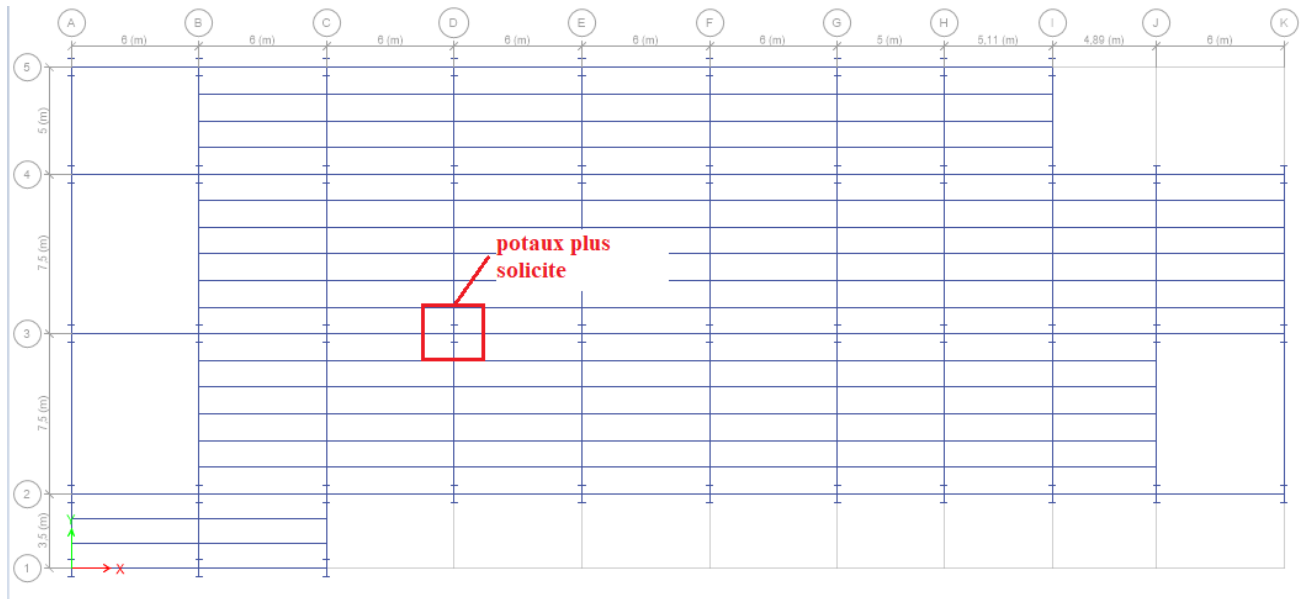 A B C D E F G H I J K
6 (m) 6 (m) 6 (m) 6 (m) 6 (m) 6 (m) 5 (m) 5,11 (m) 4,89 (m) 6 (m)
5
5 (m)
4
7,5 (m)
potaux plus
solicite
3
7,5 (m)
2
3,5 (m)
Y
1
X